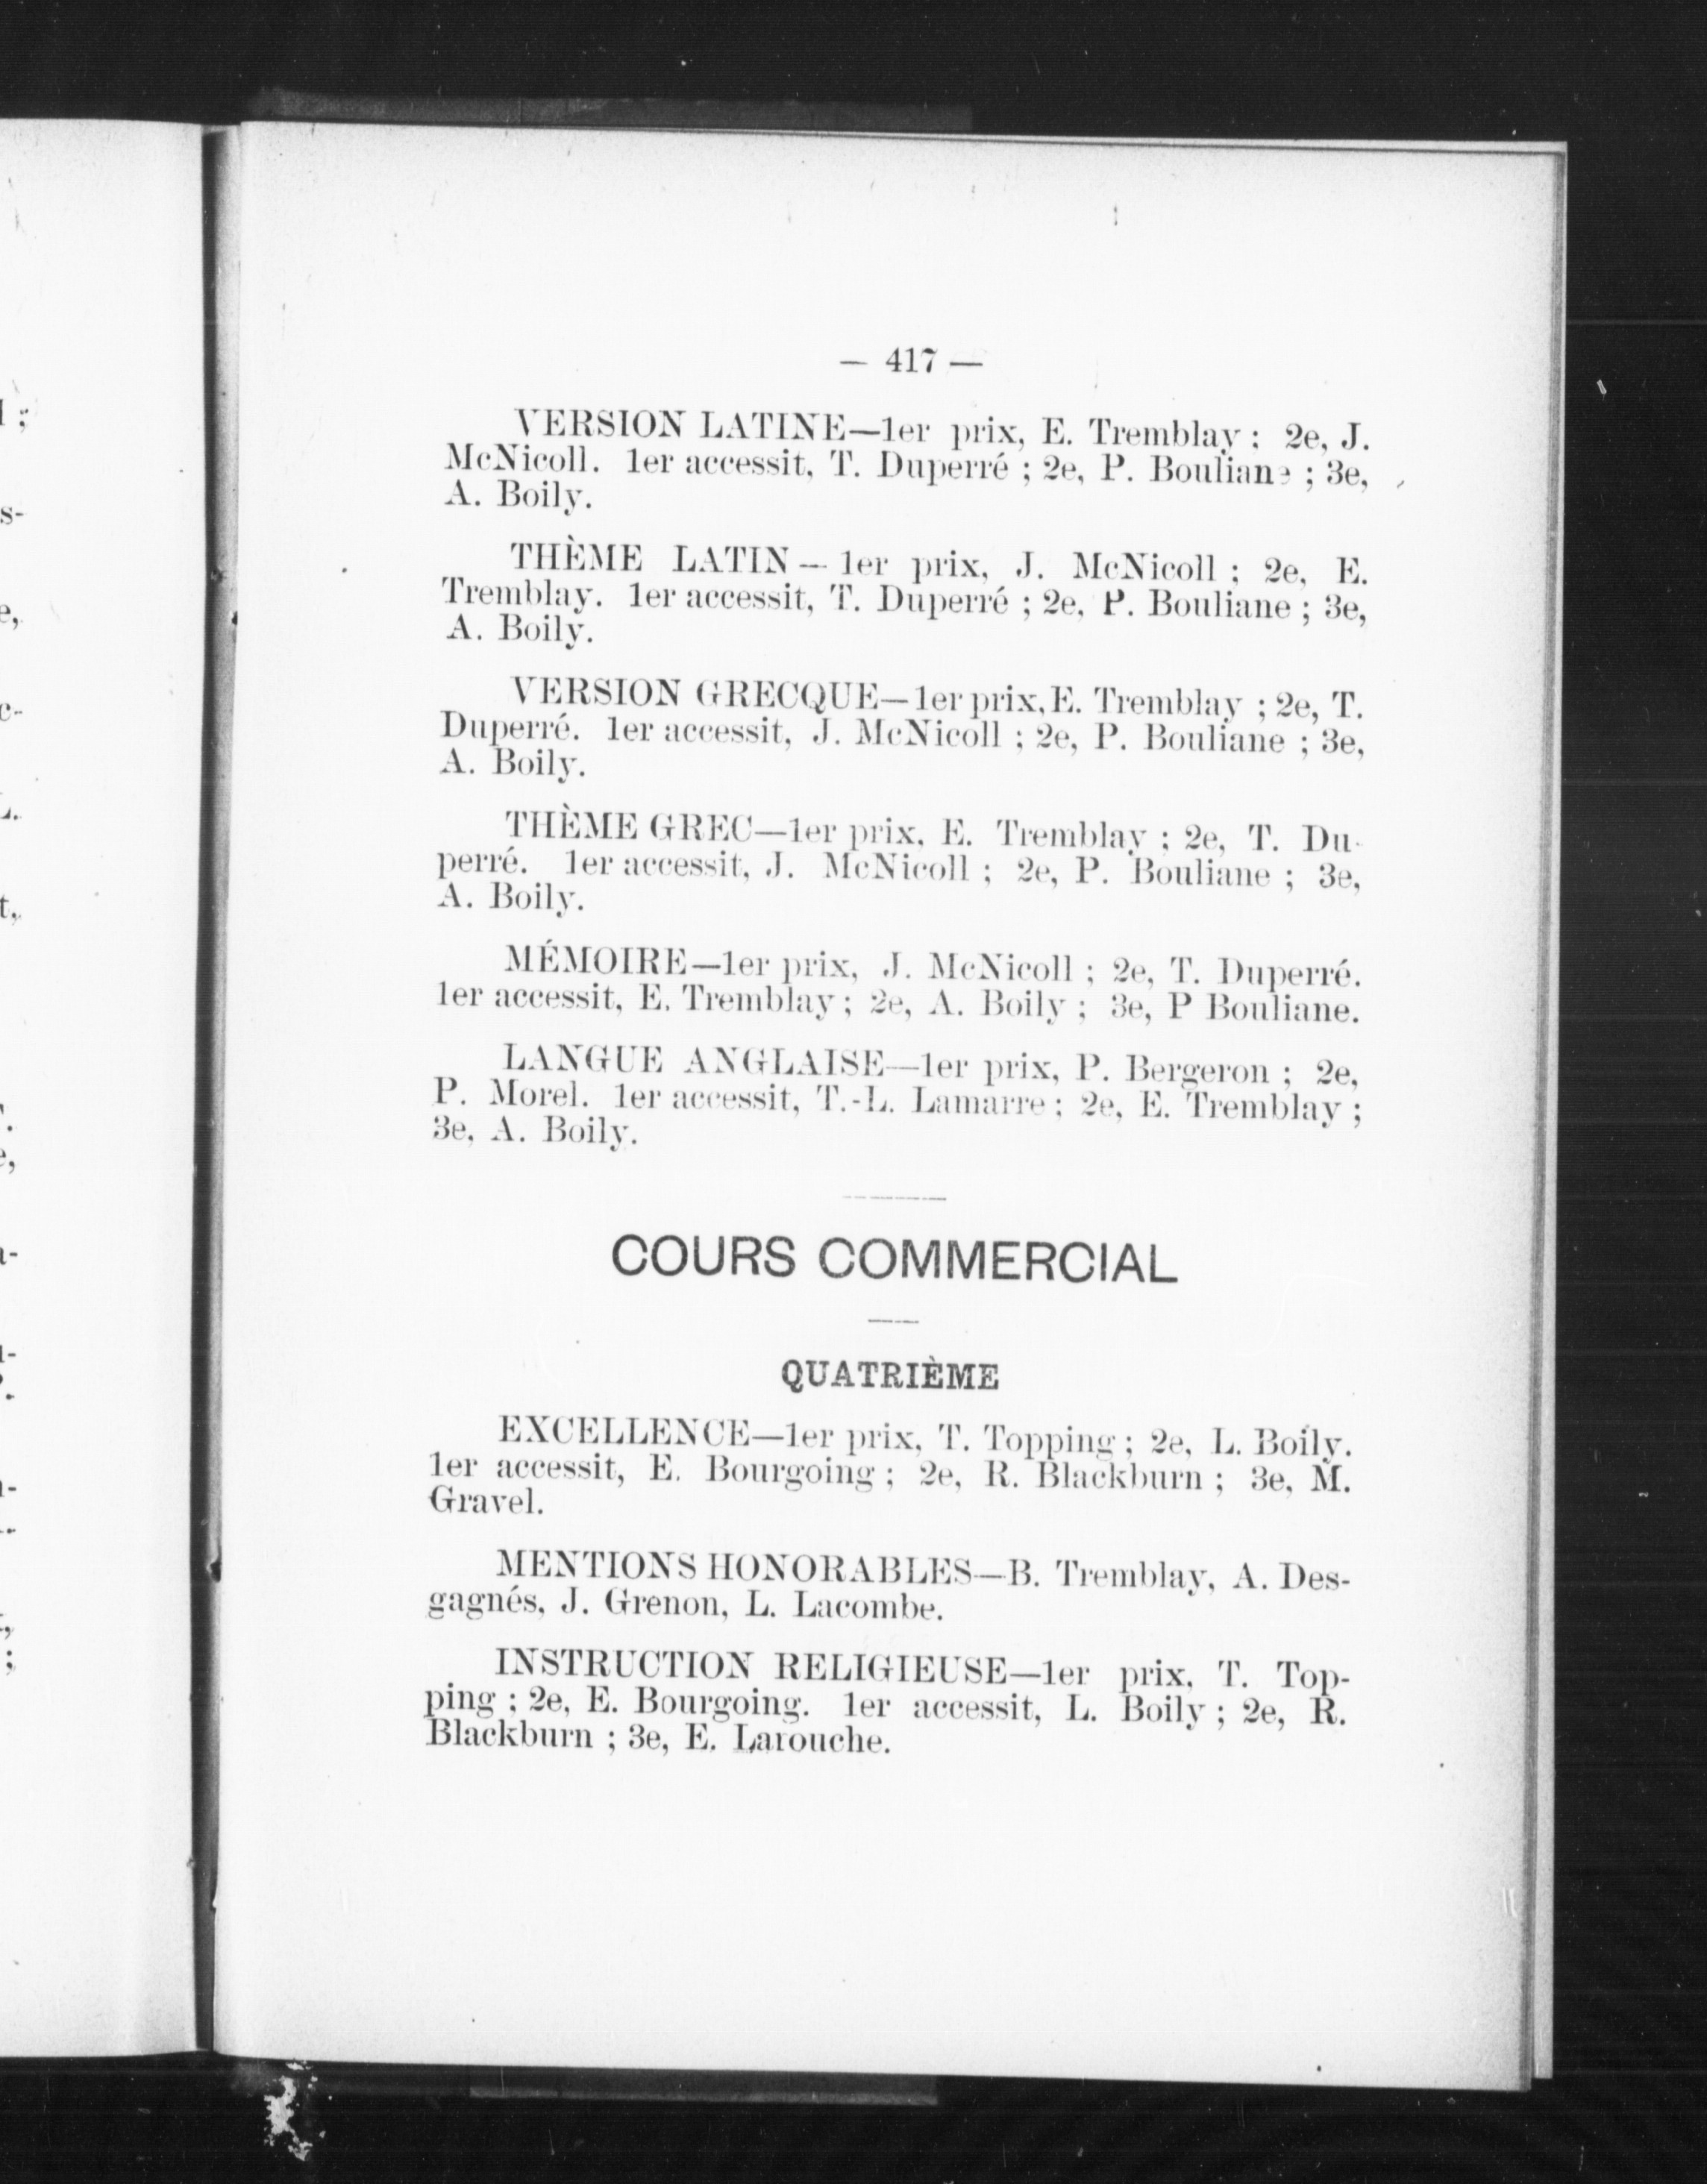 — 417 —
VERSION LATINE—1er prix, E. Tremblay ; 2e, J.
McNicoll. 1er accessit, T. Duperré ; 2e, P. Bouliane ; 3e,
A. Boily.
THÈME LATIN — 1er prix, J. McNicoll ; 2e, E.
Tremblay. 1er accessit, T. Duperré ; 2e, P. Bouliane ; 3e,
A. Boily.
VERSION GRECQUE—1er prix, E. Tremblay ; 2e, T.
Duperré. 1er accessit, J. McNicoll ; 2e, P. Bouliane ; 3e,
A. Boily.
THÈME GREC—1er prix, E. Tremblay ; 2e, T. Du-
perré. 1er accessit, J. McNicoll ; 2e, P. Bouliane ; 3e,
A. Boily.
MÉMOIRE—1er prix, J. McNicoll ; 2e, T. Duperré.
1er accessit, E. Tremblay ; 2e, A. Boily ; 3e, P Bouliane.
LANGUE ANGLAISE—1er prix, P. Bergeron ; 2e,
P. Morel. 1er accessit, T.-L. Lamarre ; 2e, E. Tremblay ;
3e, A. Boily.
COURS COMMERCIAL
QUATRIÈME
EXCELLENCE—1er prix, T. Topping ; 2e, L. Boily.
1er accessit, E. Bourgoing ; 2e, R. Blackburn ; 3e, M.
Gravel.
MENTIONS HONORABLES—B. Tremblay, A. Des-
gagnés, J. Grenon, L. Lacombe.
INSTRUCTION RELIGIEUSE—1er prix, T. Top-
ping ; 2e, E. Bourgoing. 1er accessit, L. Boily ; 2e, R.
Blackburn ; 3e, E. Larouche.